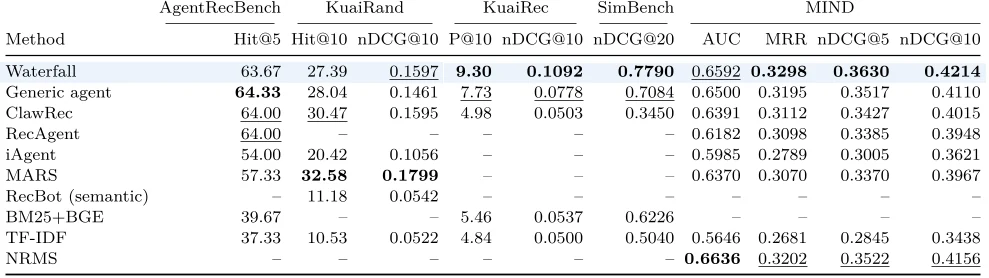 AgentRecBench KuaiRand KuaiRec SimBench MIND
Method Hit@5 Hit@10 nDCG@10 P@10 nDCG@10 nDCG@20 AUC MRR nDCG@5 nDCG@10
Waterfall 63.67 27.39 0.1597 9.30 0.1092 0.7790 0.6592 0.3298 0.3630 0.4214
Generic agent 64.33 28.04 0.1461 7.73 0.0778 0.7084 0.6500 0.3195 0.3517 0.4110
ClawRec 64.00 30.47 0.1595 4.98 0.0503 0.3450 0.6391 0.3112 0.3427 0.4015
RecAgent 64.00 – – – – – 0.6182 0.3098 0.3385 0.3948
iAgent 54.00 20.42 0.1056 – – – 0.5985 0.2789 0.3005 0.3621
MARS 57.33 32.58 0.1799 – – – 0.6370 0.3070 0.3370 0.3967
RecBot (semantic) – 11.18 0.0542 – – – – – – –
BM25+BGE 39.67 – – 5.46 0.0537 0.6226 – – – –
TF-IDF 37.33 10.53 0.0522 4.84 0.0500 0.5040 0.5646 0.2681 0.2845 0.3438
NRMS – – – – – – 0.6636 0.3202 0.3522 0.4156